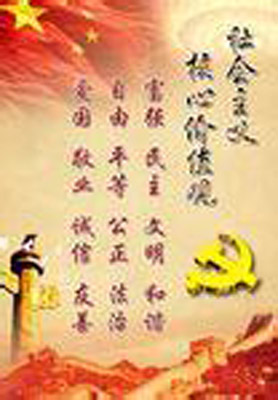 社会主义
核心价值观
富强 民主 文明 和谐
自由 平等 公正 法治
爱国 敬业 诚信 友善